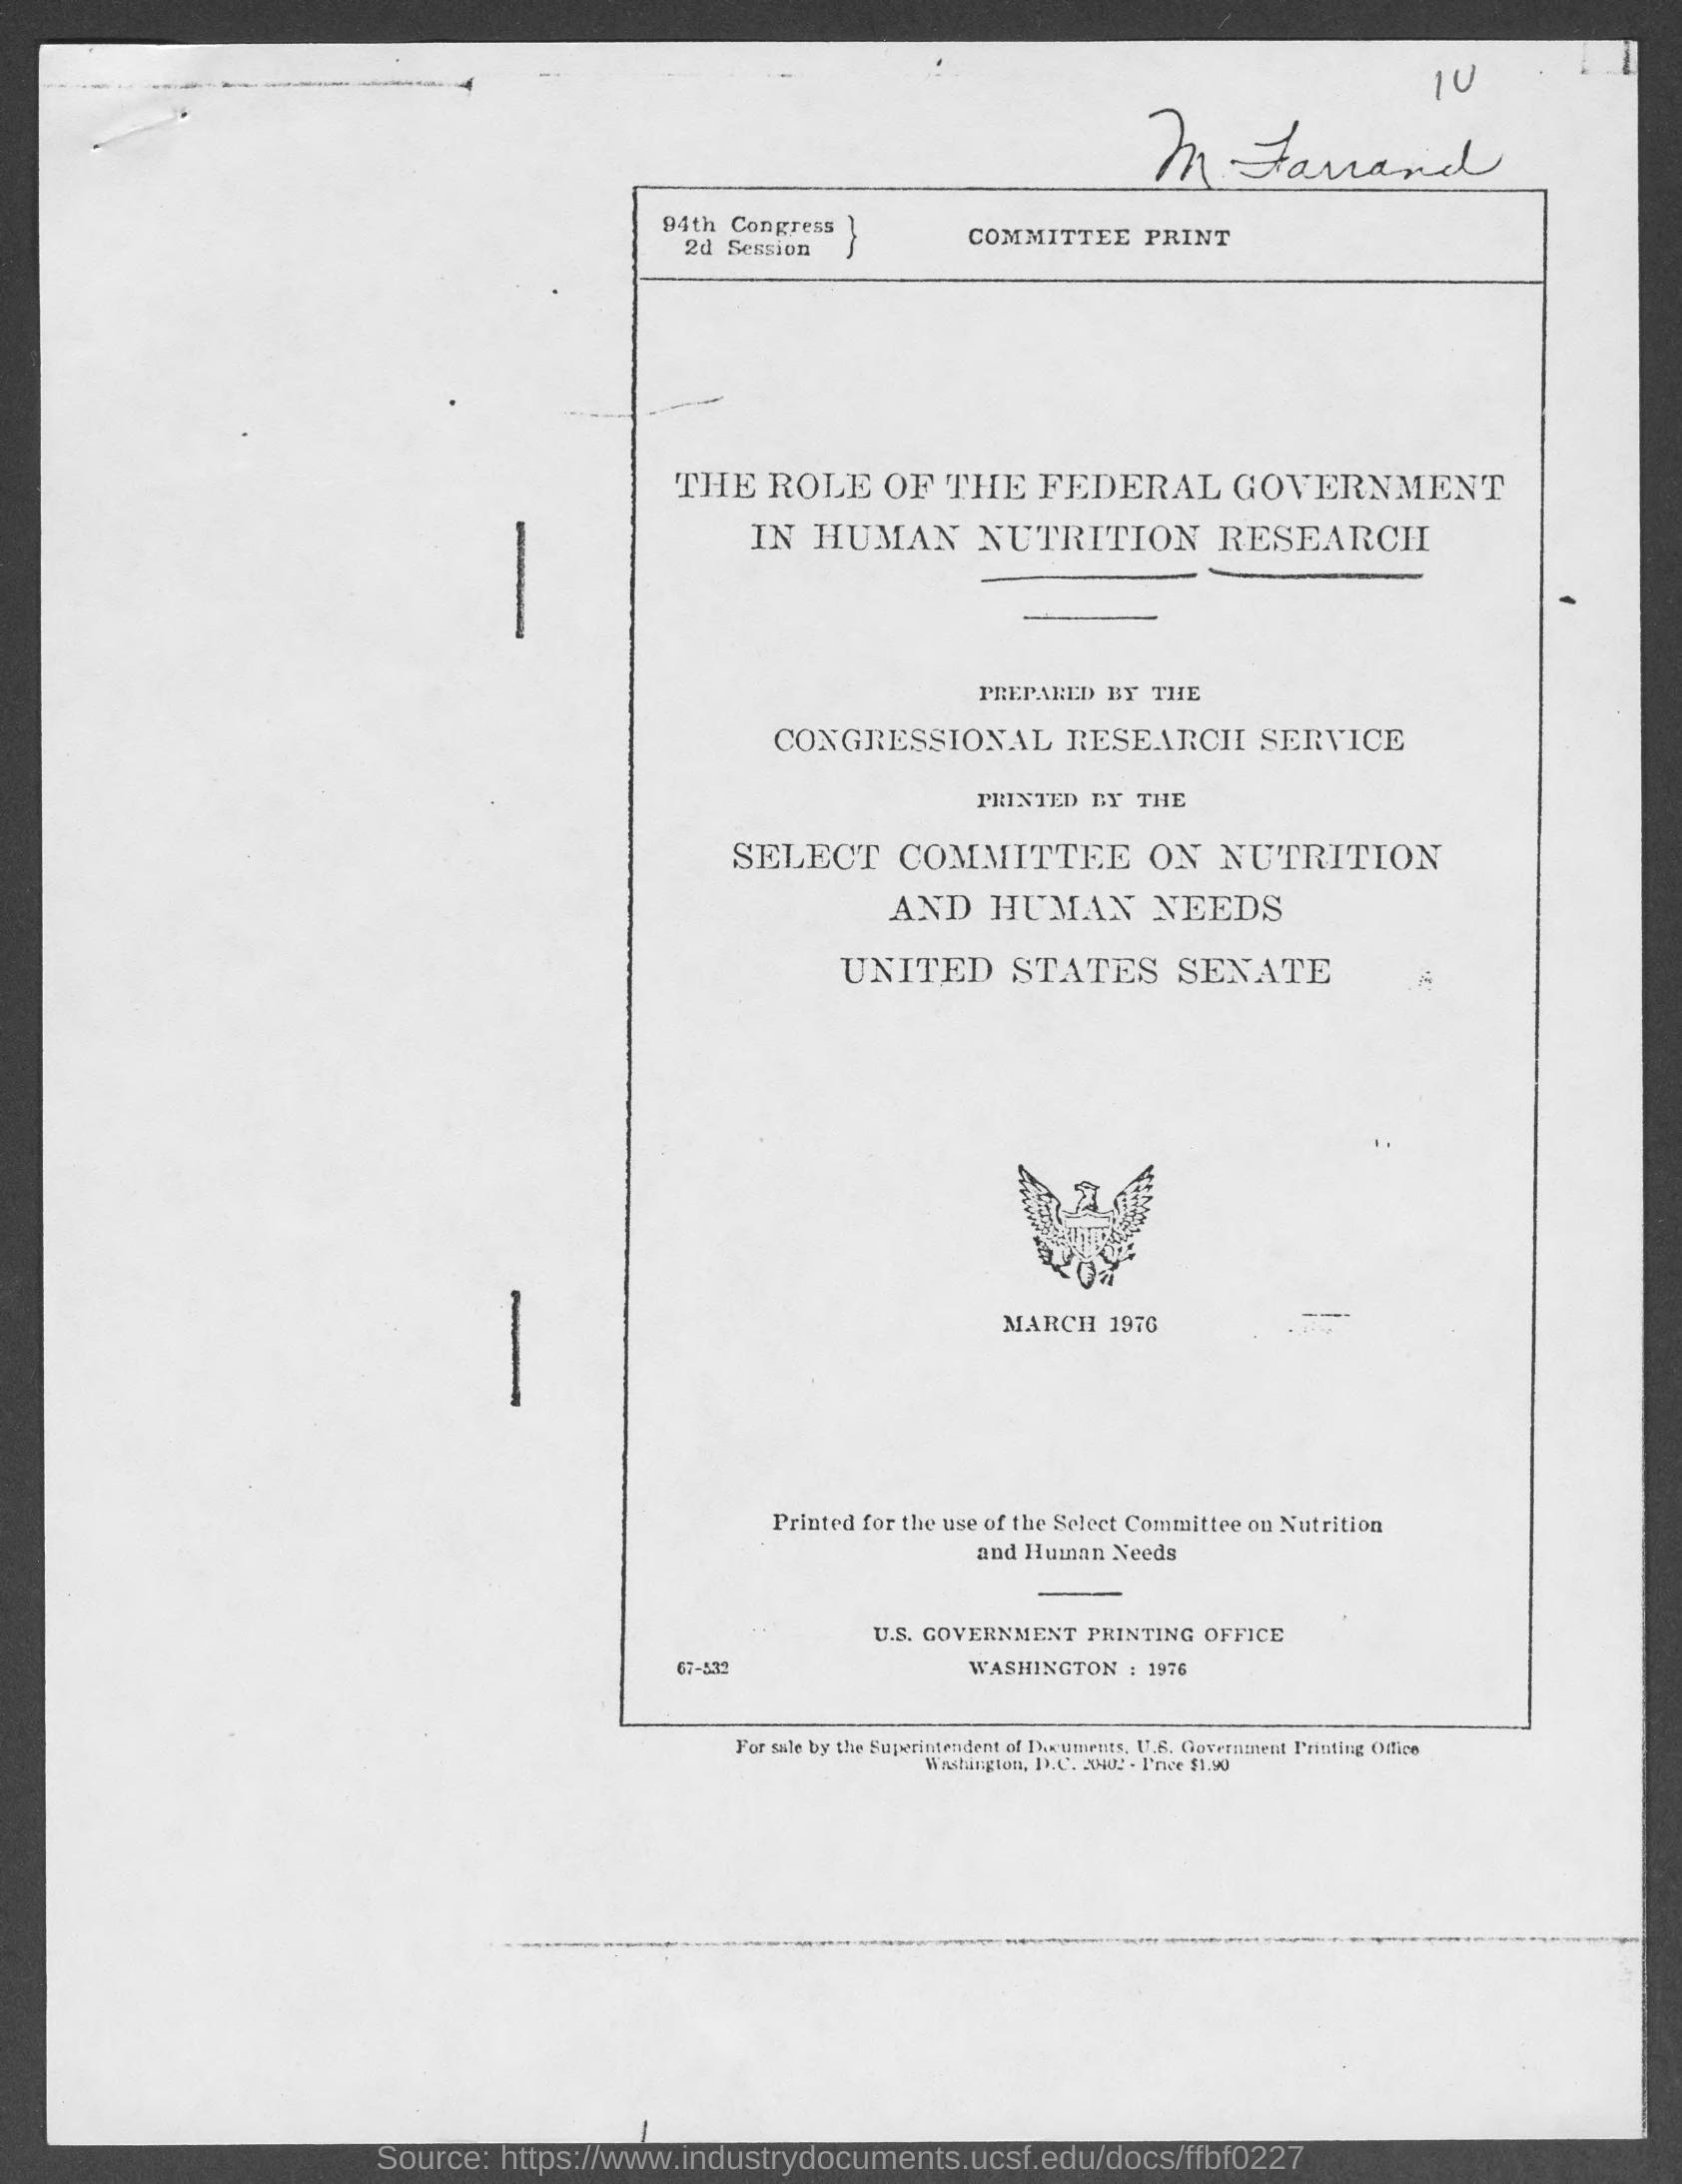 10
M Farrand
94th Congress
2d Session
COMMITTEE PRINT
THE ROLE OF THE FEDERAL GOVERNMENT
IN HUMAN NUTRITION RESEARCH
PREPARED BY THE
CONGRESSIONAL RESEARCH SERVICE
PRINTED BY THE
SELECT COMMITTEE ON NUTRITION
AND HUMAN NEEDS
UNITED STATES SENATE
MARCH 1976
Printed for the use of the Select Committee on Nutrition
and Human Needs
U.S. GOVERNMENT PRINTING OFFICE
67-532 WASHINGTON : 1976
For sale by the Superintendent of Documents, U.S. Government Printing Office
Washington, D.C. 20402 - Price $1.90
Source: https://www.industrydocuments.ucsf.edu/docs/ffbf0227